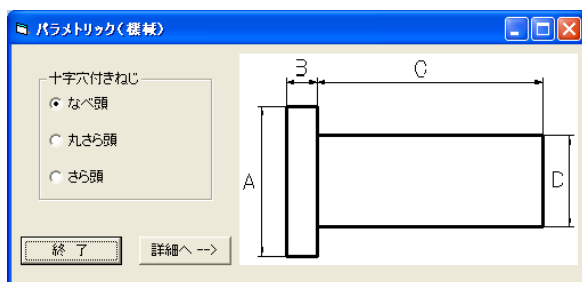 パラメトリック(機械)
十字穴付きねじ
なべ頭
丸さら頭
さら頭
終 了
詳細へ -->
B
C
A
D